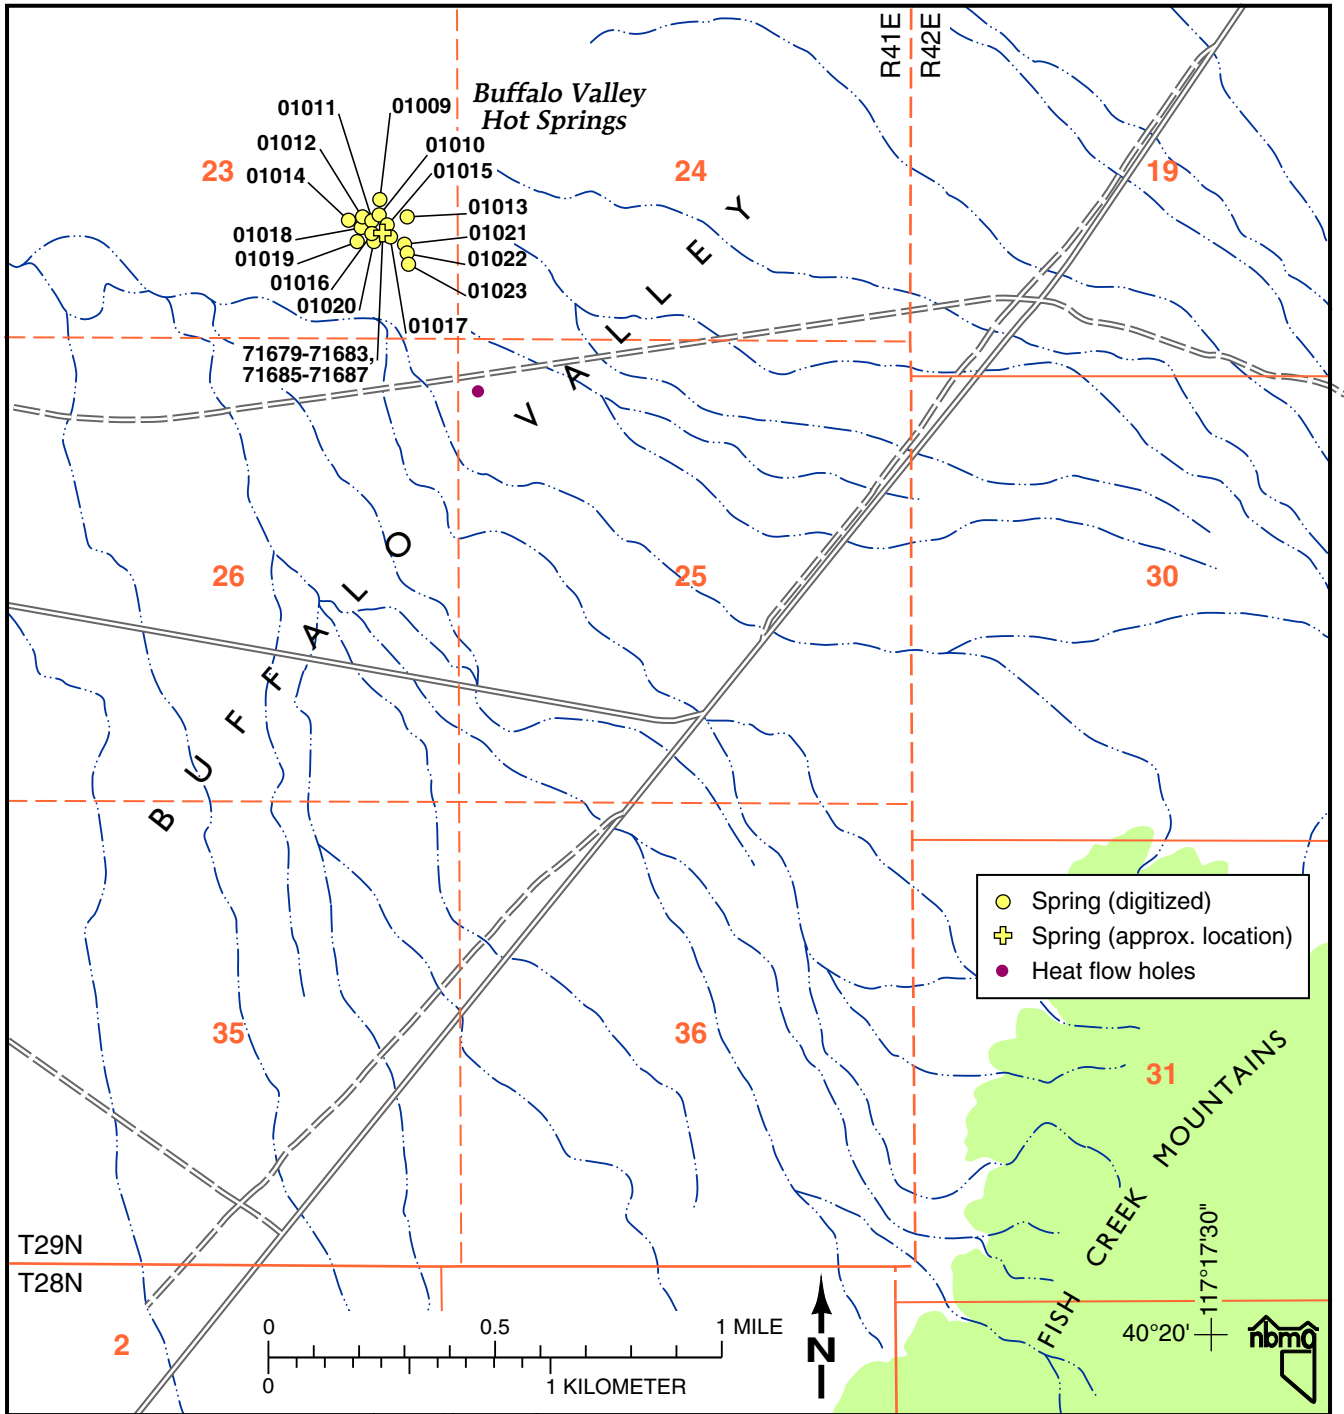 R41E
R42E
Buffalo Valley
Hot Springs
01011
01009
01012
01010
01014
01015
01013
01018
01021
01019
01022
01016
01023
01020
01017
71679-71683,
71685-71687
23
24
19
BUFFALO VALLEY
26
25
30
35
36
31
2
Spring (digitized)
Spring (approx. location)
Heat flow holes
FISH CREEK MOUNTAINS
T29N
T28N
0 0.5 1 MILE
0 1 KILOMETER
N
117°17'30"
40°20'
nbmg